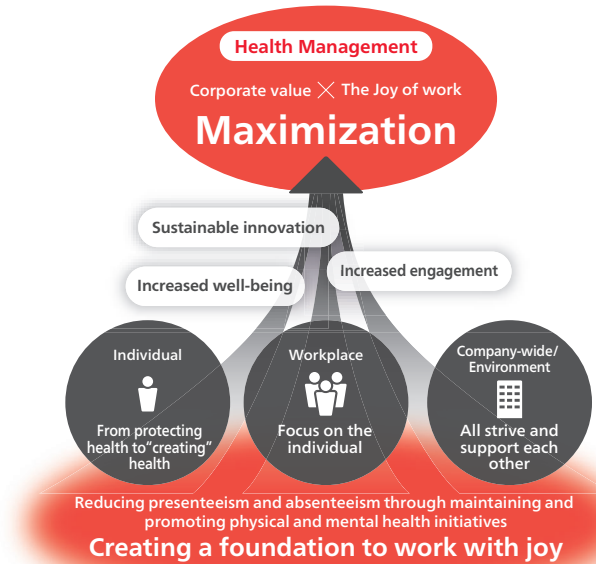 Health Management
Corporate value × The Joy of work
Maximization
Sustainable innovation
Increased well-being
Increased engagement
Individual
From protecting
health to“creating”
health
Workplace
Focus on the
individual
Company-wide/
Environment
All strive and
support each
other
Reducing presenteeism and absenteeism through maintaining and
promoting physical and mental health initiatives
Creating a foundation to work with joy